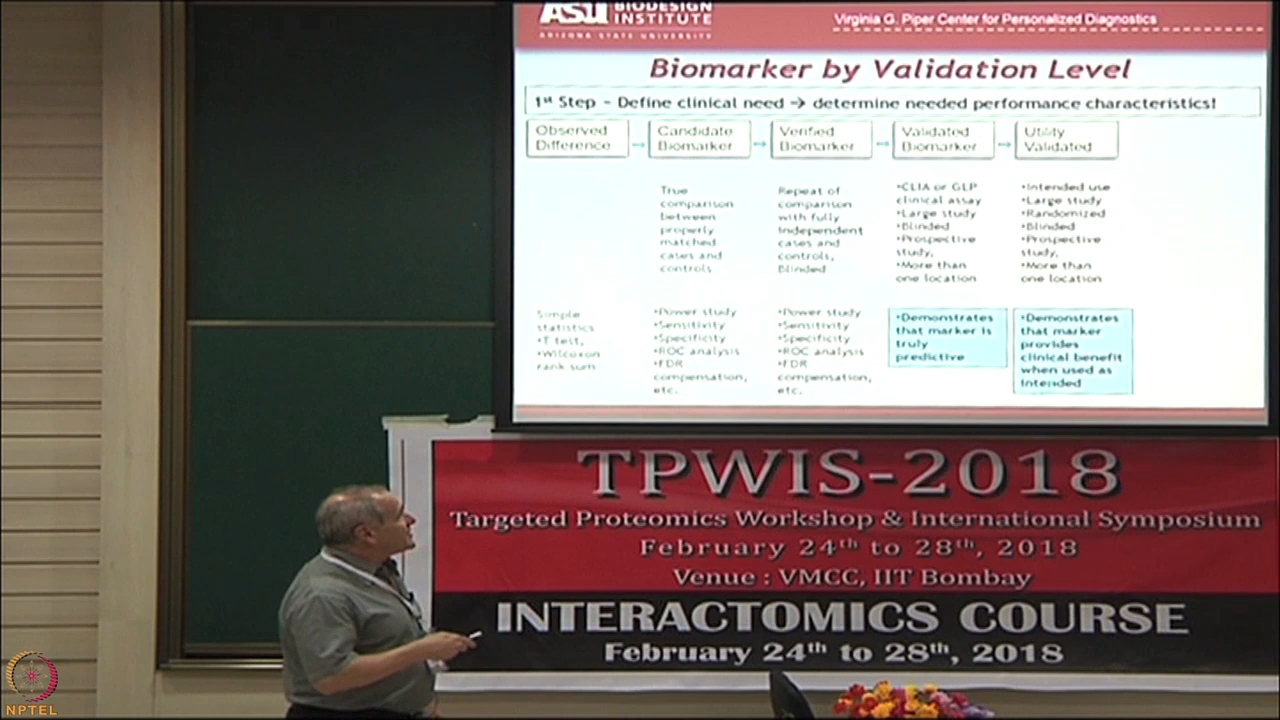 ASU BIODESIGN
INSTITUTE
ARIZONA STATE UNIVERSITY
Virginia G. Piper Center for Personalized Diagnostics
Biomarker by Validation Level
1st Step – Define clinical need → determine needed performance characteristics!
Observed
Difference
Candidate
Biomarker
Verified
Biomarker
Validated
Biomarker
Utility
Validated
True
comparison
between
properly
matched
cases and
controls
Repeat of
comparison
with fully
Independent
cases and
controls,
Blinded
•CLIA or GLP
clinical assay
•Large study
•Blinded
•Prospective
study,
•More than
one location
•Intended use
•Large study
•Randomized
•Blinded
•Prospective
study,
•More than
one location
Simple
statistics
•T test,
•Wilcoxon
rank sum
•Power study
•Sensitivity
•Specificity
•ROC analysis
•FDR
compensation,
etc.
•Power study
•Sensitivity
•Specificity
•ROC analysis
•FDR
compensation,
etc.
•Demonstrates
that marker is
truly
predictive
•Demonstrates
that marker
provides
clinical benefit
when used as
intended
TPWIS-2018
Targeted Proteomics Workshop & International Symposium
February 24th to 28th, 2018
Venue : VMCC, IIT Bombay
INTERACTOMICS COURSE
February 24th to 28th, 2018
NPTEL